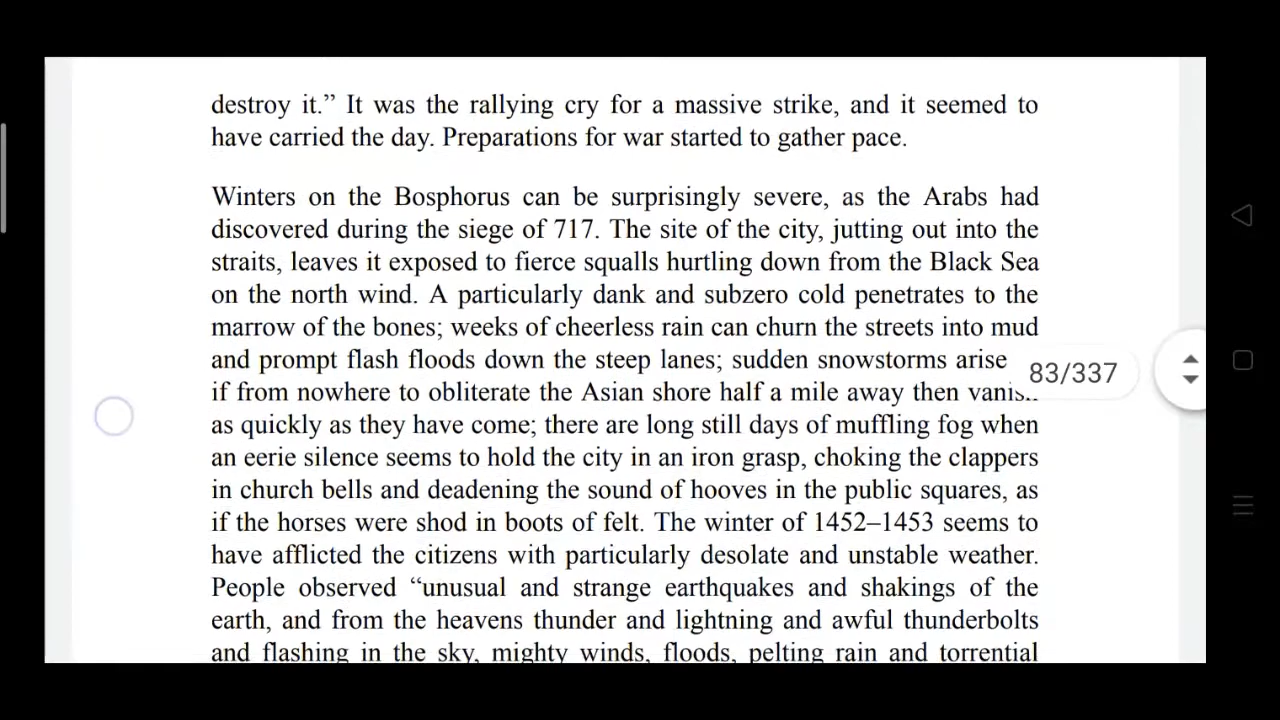 destroy it.” It was the rallying cry for a massive strike, and it seemed to
have carried the day. Preparations for war started to gather pace.
Winters on the Bosphorus can be surprisingly severe, as the Arabs had
discovered during the siege of 717. The site of the city, jutting out into the
straits, leaves it exposed to fierce squalls hurtling down from the Black Sea
on the north wind. A particularly dank and subzero cold penetrates to the
marrow of the bones; weeks of cheerless rain can churn the streets into mud
and prompt flash floods down the steep lanes; sudden snowstorms arise
83/337
if from nowhere to obliterate the Asian shore half a mile away then
as quickly as they have come; there are long still days of muffling fog when
an eerie silence seems to hold the city in an iron grasp, choking the clappers
in church bells and deadening the sound of hooves in the public squares, as
if the horses were shod in boots of felt. The winter of 1452–1453 seems to
have afflicted the citizens with particularly desolate and unstable weather.
People observed “unusual and strange earthquakes and shakings of the
earth, and from the heavens thunder and lightning and awful thunderbolts
and flashing in the sky, mighty winds, floods, pelting rain and torrential